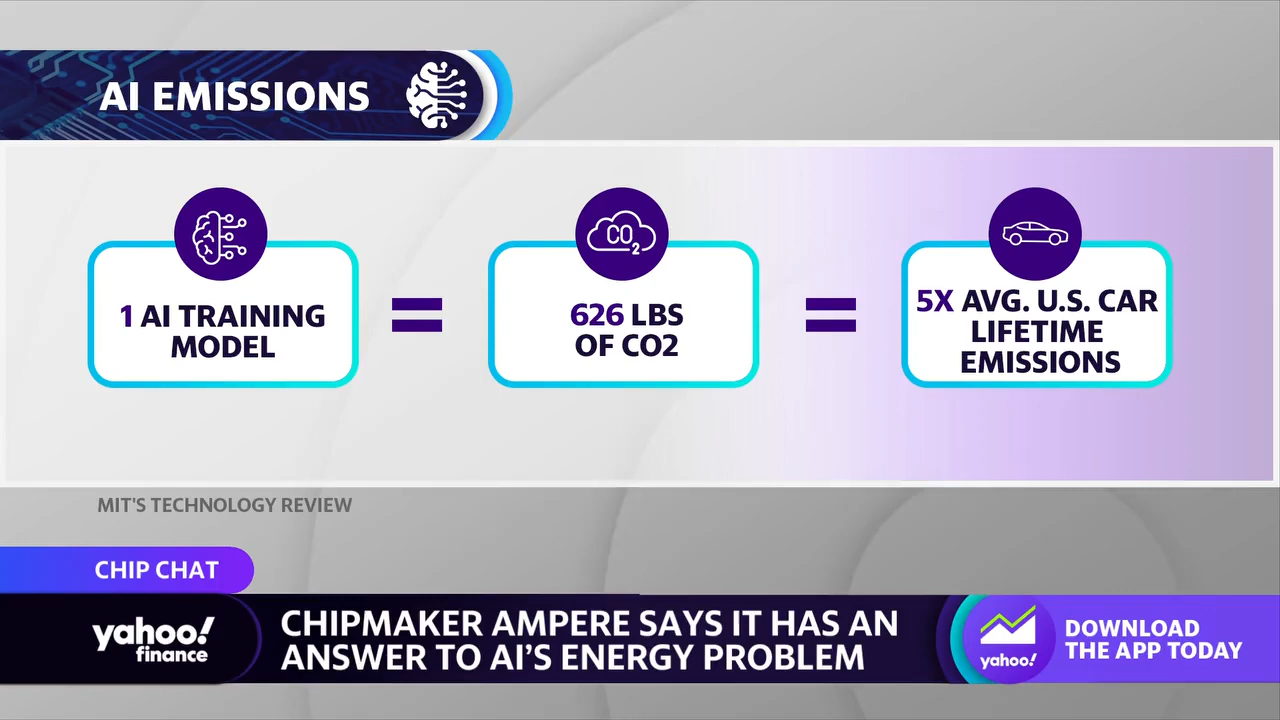 AI EMISSIONS
1 AI TRAINING
MODEL
=
CO2
626 LBS
OF CO2
=
5X AVG. U.S. CAR
LIFETIME
EMISSIONS
MIT'S TECHNOLOGY REVIEW
CHIP CHAT
yahoo!
finance
CHIPMAKER AMPERE SAYS IT HAS AN
ANSWER TO AI'S ENERGY PROBLEM
yahoo!
DOWNLOAD
THE APP TODAY